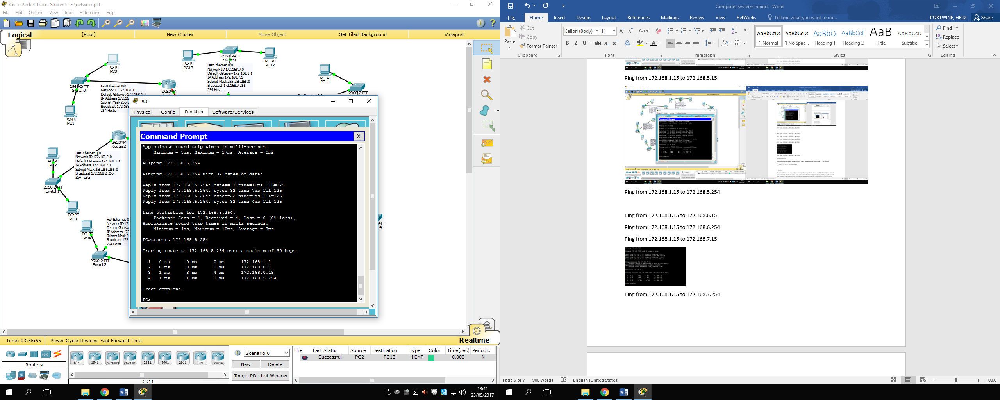 Cisco Packet Tracer Student - F:\network.pkt
File Edit Options View Tools Extensions Help
Logical [Root] New Cluster Move Object Set Tiled Background Viewport
PC-PT
PC0
2960-24TT
Switch0
PC-PT
PC1
FastEthernet 0/0
Network ID 172.168.1.0
Default Gateway 172.168.1.1
IP Address 172.16
Subnet Mask 255.2
Broadcast 172.168
254 Hosts
2620XM
PC-PT
PC13
2960-24TT
Switch6
PC-PT
PC12
FastEthernet 0/0
Network ID 172.168.7.0
Default Gateway 172.168.1.1
IP Address 172.168.7.1
Subnet Mask 255.255.255.0
Broadcast 172.168.7.255
254 Hosts
PC-PT
PC11
2960-24TT
2620XM
Router2
PC-PT
PC2
FastEthernet 0/0
Network ID 172.168.2.0
Default Gateway 172.168.1.1
IP Address 172.168.2.1
Subnet Mask 255.255.255.0
Broadcast 172.168.2.255
254 Hosts
2960-24TT
Switch1
PC-PT
PC3
PC-PT
PC4
FastEthernet 0
Network ID 17
Default Gatew
IP Address 172
Subnet Mask 2
Broadcast 172
254 Hosts
2960-24TT
Switch2
PC0
Physical Config Desktop Software/Services
Command Prompt X
Approximate round trip times in milli-seconds:
Minimum = 5ms, Maximum = 17ms, Average = 9ms
PC>ping 172.168.5.254
Pinging 172.168.5.254 with 32 bytes of data:
Reply from 172.168.5.254: bytes=32 time=10ms TTL=125
Reply from 172.168.5.254: bytes=32 time=7ms TTL=125
Reply from 172.168.5.254: bytes=32 time=9ms TTL=125
Reply from 172.168.5.254: bytes=32 time=4ms TTL=125
Ping statistics for 172.168.5.254:
Packets: Sent = 4, Received = 4, Lost = 0 (0% loss),
Approximate round trip times in milli-seconds:
Minimum = 4ms, Maximum = 10ms, Average = 7ms
PC>tracert 172.168.5.254
Tracing route to 172.168.5.254 over a maximum of 30 hops:
1 0 ms 0 ms 0 ms 172.168.1.1
2 0 ms 0 ms 0 ms 172.168.0.1
3 1 ms 3 ms 4 ms 172.168.0.18
4 1 ms 1 ms 1 ms 172.168.5.254
Trace complete.
PC>
Realtime
Time: 03:35:55 Power Cycle Devices Fast Forward Time
Routers
1841 1941 2620XM 2621XM 2811 2901 2911 819 Generic
2911
Scenario 0
New Delete
Toggle PDU List Window
Fire Last Status Source Destination Type Color Time(sec) Periodic
Successful PC2 PC13 ICMP 0.000 N
18:41
23/05/2017
Computer systems report - Word
File Home Insert Design Layout References Mailings Review View RefWorks Tell me what you want to do... PORTWINE, HEIDI Share
Paste Cut Copy Format Painter
Clipboard
Calibri (Body) 11
Font
Paragraph
AaBbCcDc AaBbCcDc AaBbC( AaBbCcD AaB AaBbCcD
¶ Normal ¶ No Spac... Heading 1 Heading 2 Title Subtitle
Styles
Find
Replace
Select
Editing
Ping from 172.168.1.15 to 172.168.5.15
Ping from 172.168.1.15 to 172.168.5.254
Ping from 172.168.1.15 to 172.168.6.15
Ping from 172.168.1.15 to 172.168.6.254
Ping from 172.168.1.15 to 172.168.7.15
Ping from 172.168.1.15 to 172.168.7.254
Page 5 of 7 900 words English (United States) 100%